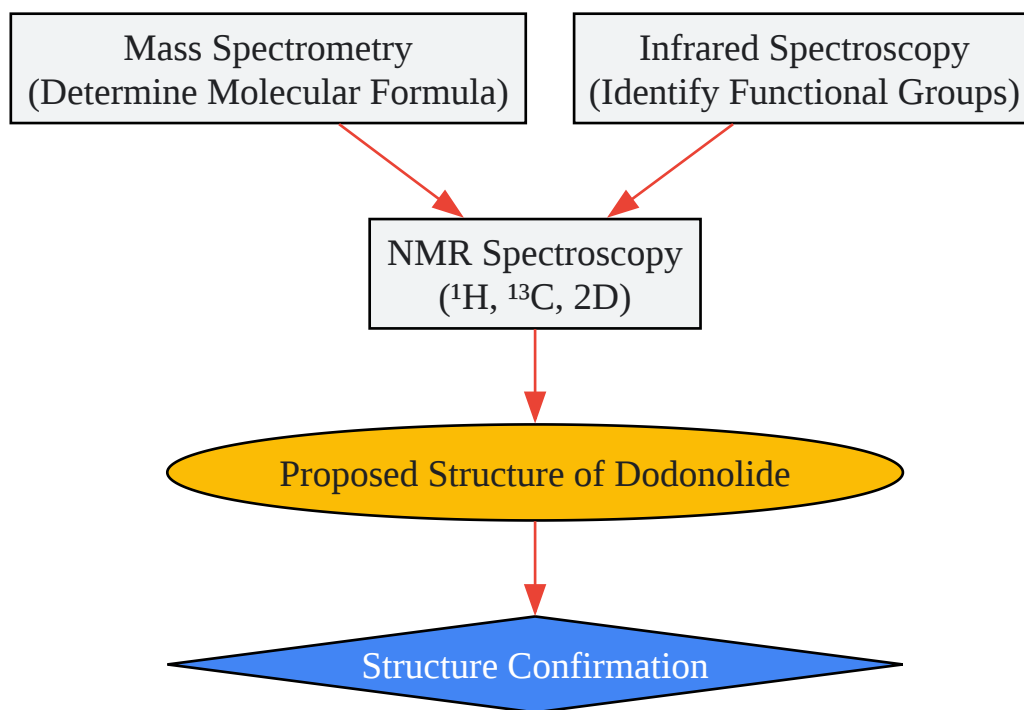 Mass Spectrometry
(Determine Molecular Formula)
Infrared Spectroscopy
(Identify Functional Groups)
NMR Spectroscopy
(¹H, ¹³C, 2D)
Proposed Structure of Dodonolide
Structure Confirmation